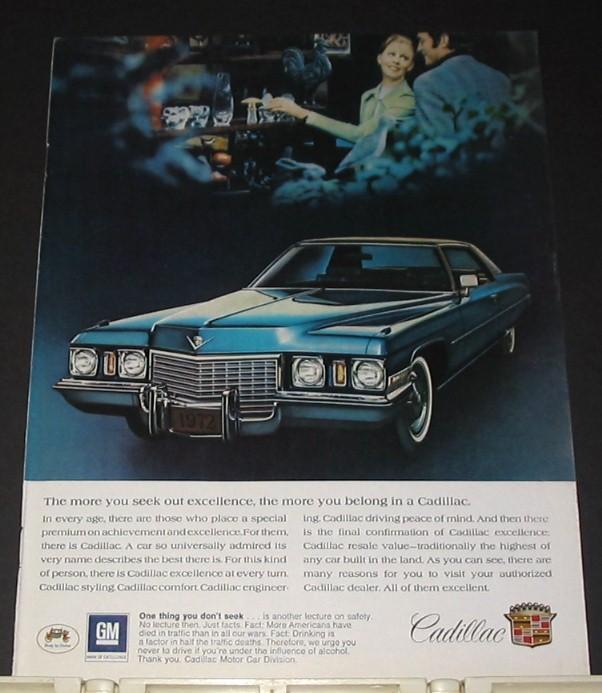 1972
The more you seek out excellence, the more you belong in a Cadillac.
In every age, there are those who place a special
premium on achievement and excellence. For them,
there is Cadillac. A car so universally admired its
very name describes the best there is. For this kind
of person, there is Cadillac excellence at every turn.
Cadillac styling. Cadillac comfort. Cadillac engineer-
ing. Cadillac driving peace of mind. And then there
is the final confirmation of Cadillac excellence:
Cadillac resale value—traditionally the highest of
any car built in the land. As you can see, there are
many reasons for you to visit your authorized
Cadillac dealer. All of them excellent.
GM
MARK OF EXCELLENCE
One thing you don't seek . . . is another lecture on safety.
No lecture then. Just facts. Fact: More Americans have
died in traffic than in all our wars. Fact: Drinking is
a factor in half the traffic deaths. Therefore, we urge you
never to drive if you're under the influence of alcohol.
Thank you. Cadillac Motor Car Division.
Cadillac